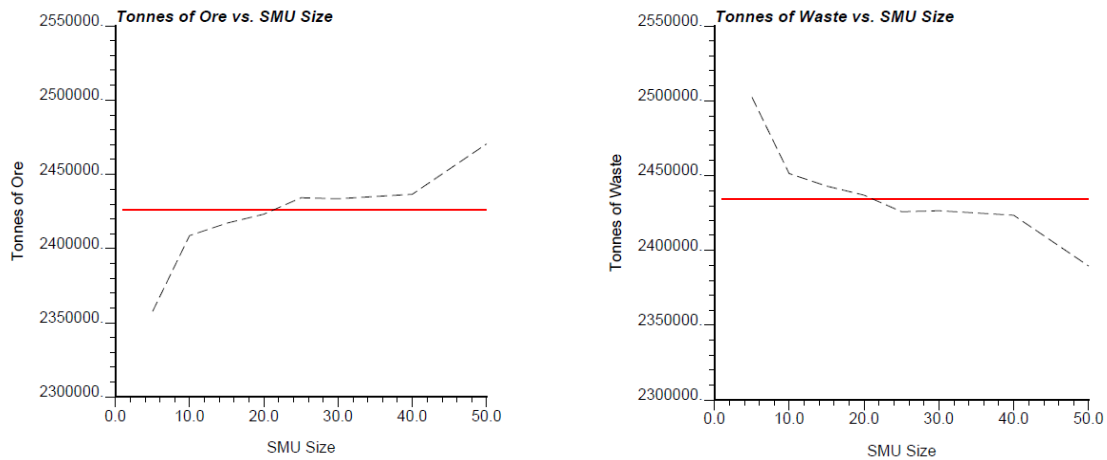 Tonnes of Ore vs. SMU Size
2550000.
2500000.
2450000.
2400000.
2350000.
2300000.
Tonnes of Ore
0.0 10.0 20.0 30.0 40.0 50.0
SMU Size
Tonnes of Waste vs. SMU Size
2550000.
2500000.
2450000.
2400000.
2350000.
2300000.
Tonnes of Waste
0.0 10.0 20.0 30.0 40.0 50.0
SMU Size